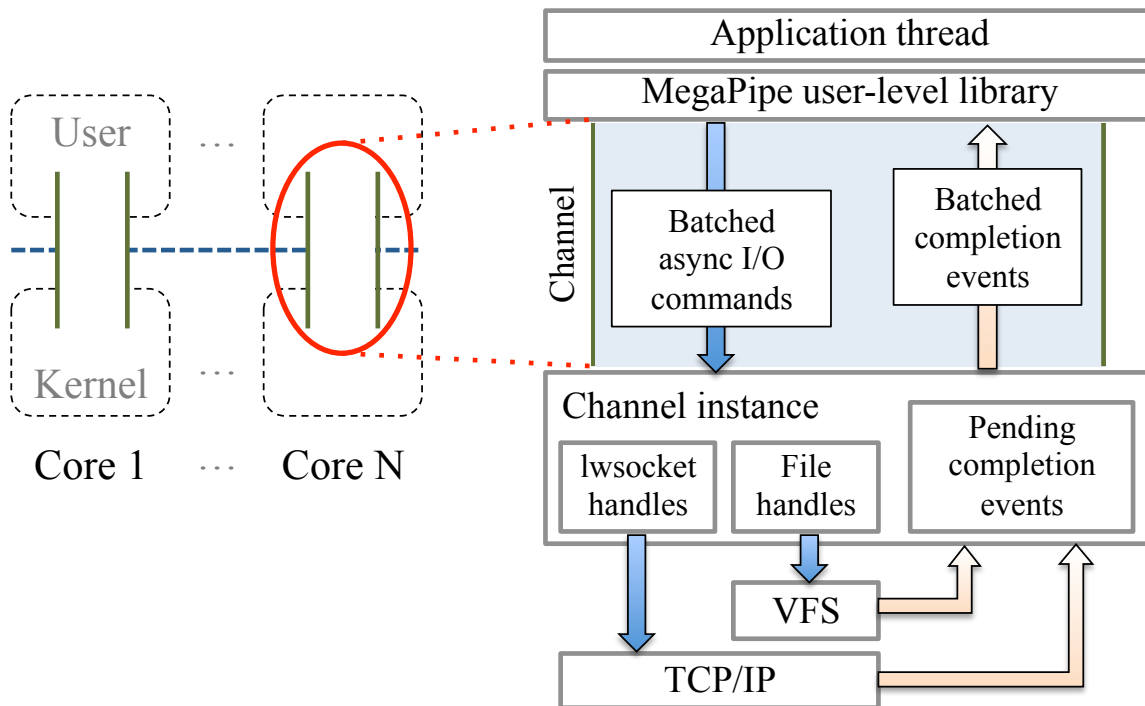 User
...
Kernel
...
Core 1
...
Core N
Application thread
MegaPipe user-level library
Channel
Batched
async I/O
commands
Batched
completion
events
Channel instance
lwsocket
handles
File
handles
Pending
completion
events
VFS
TCP/IP